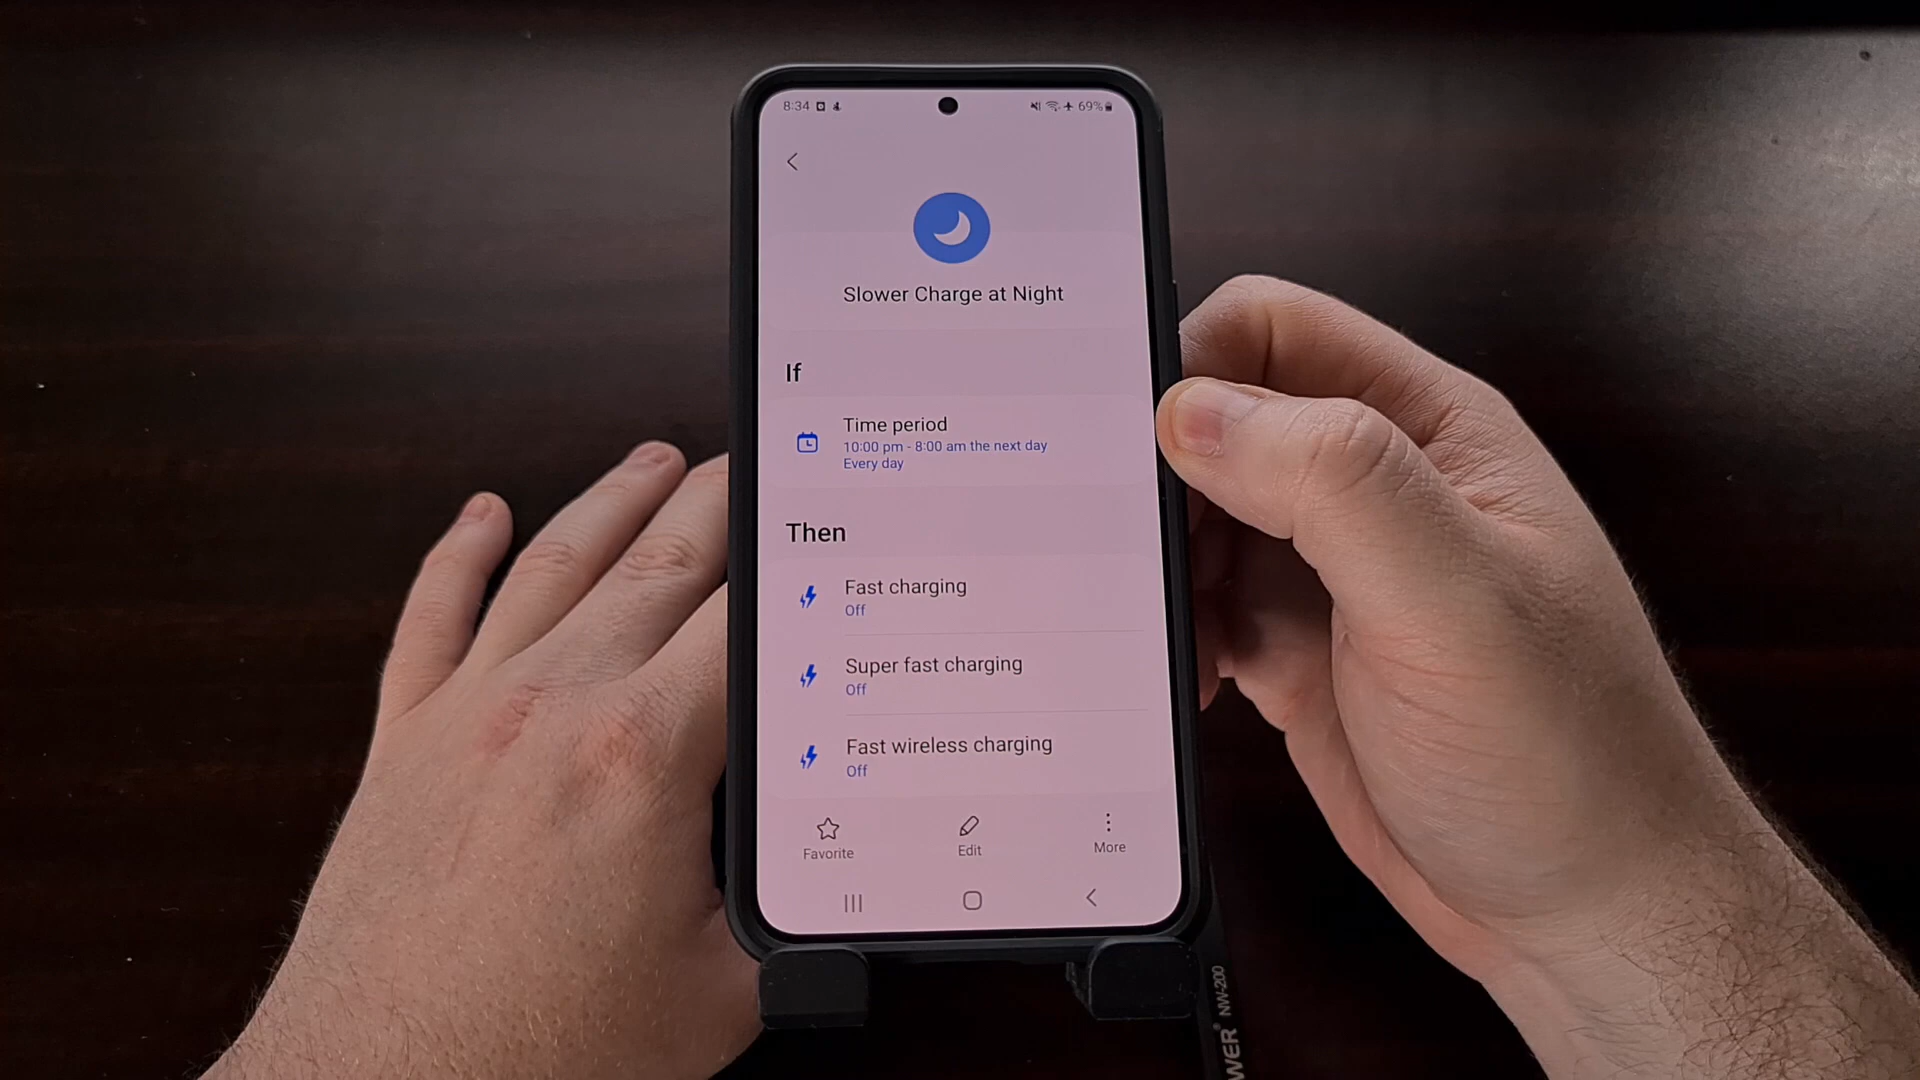 8:34
69%
Slower Charge at Night
If
Time period
10:00 pm - 8:00 am the next day
Every day
Then
Fast charging
Off
Super fast charging
Off
Fast wireless charging
Off
Favorite
Edit
More
WER® NW-200